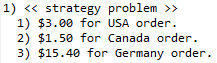 1) << strategy problem >>
1) $3.00 for USA order.
2) $1.50 for Canada order.
3) $15.40 for Germany order.